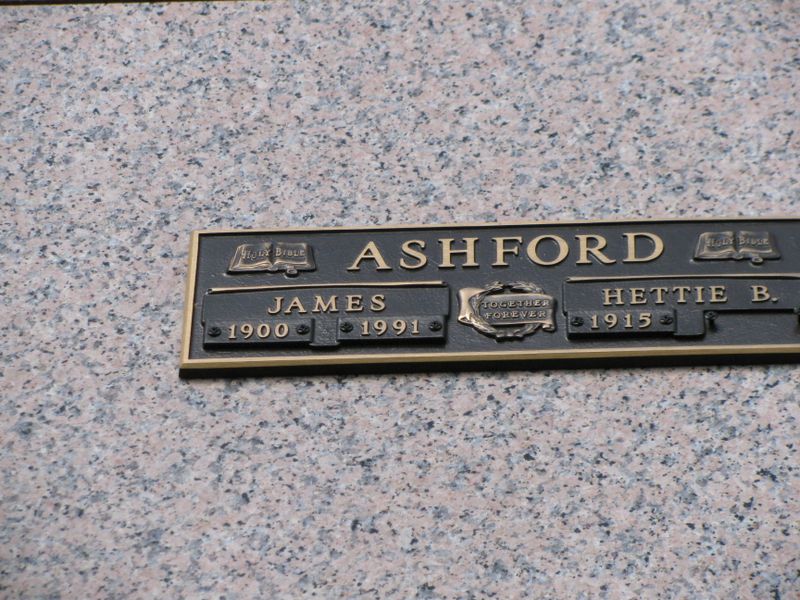 HOLY BIBLE
ASHFORD
HOLY BIBLE
JAMES
1900 1991
TOGETHER
FOREVER
HETTIE B.
1915